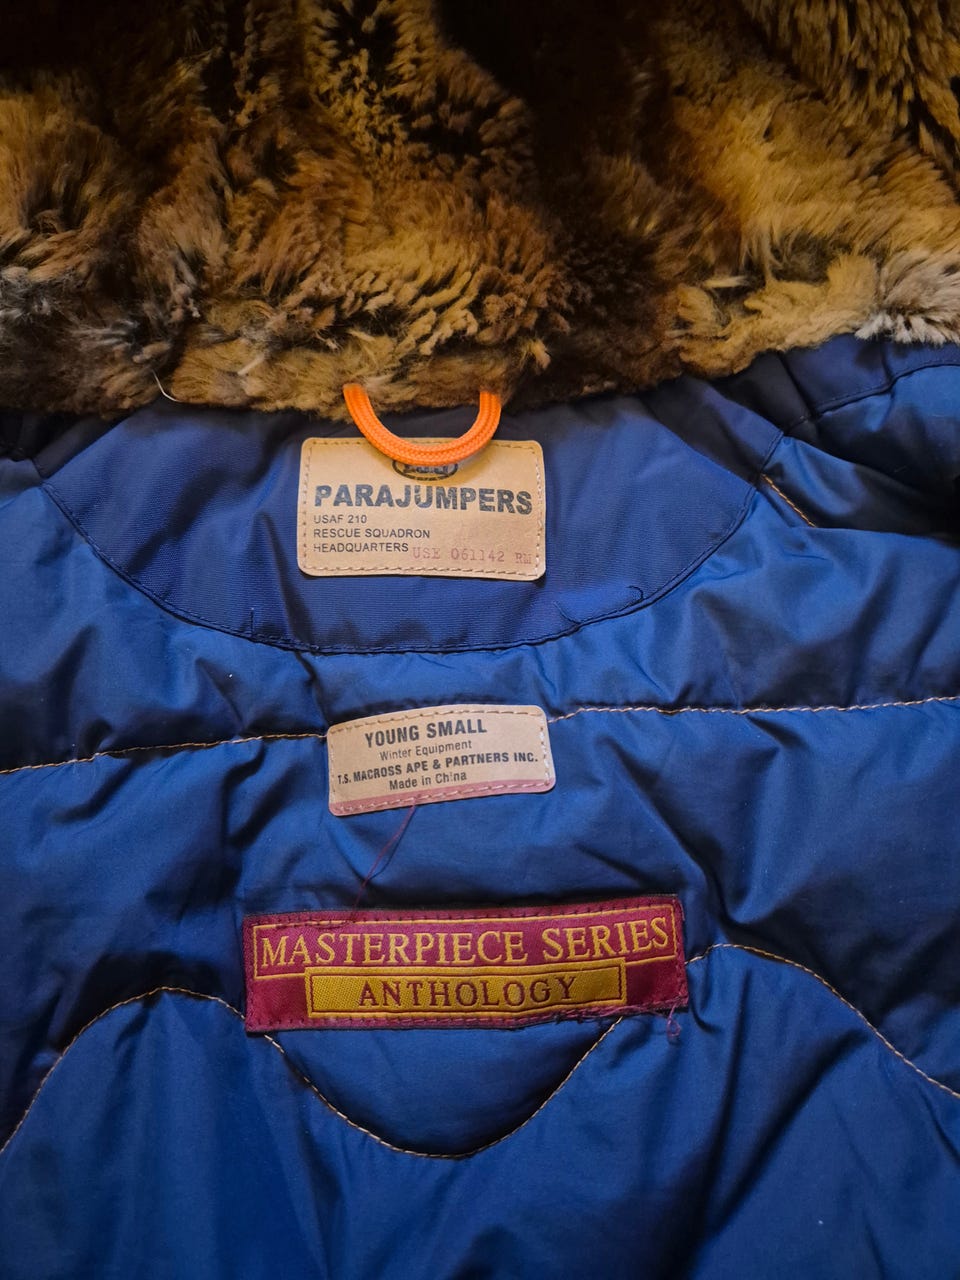 PARAJUMPERS
USAF 210
RESCUE SQUADRON
HEADQUARTERS USE 061142 RM
YOUNG SMALL
Winter Equipment
T.S. MACROSS APE & PARTNERS INC.
Made in China
MASTERPIECE SERIES
ANTHOLOGY